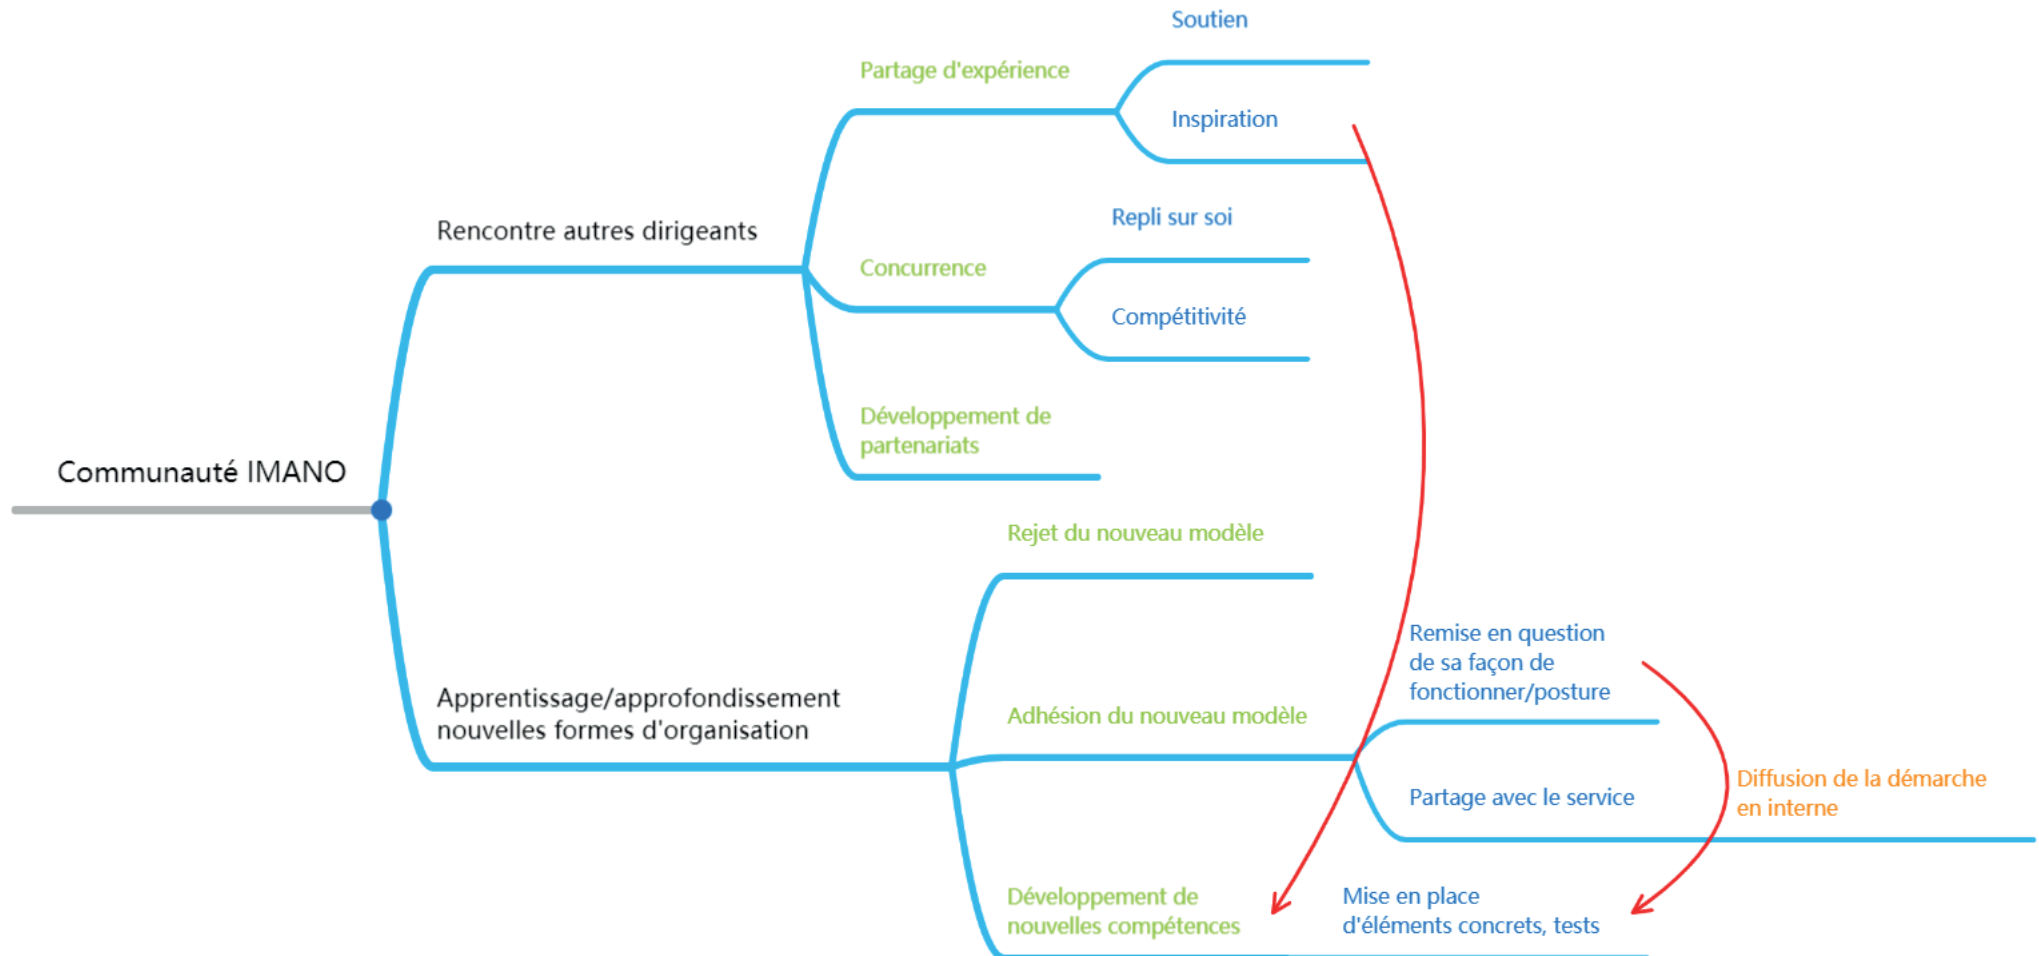 Communauté IMANO
Rencontre autres dirigeants
Partage d'expérience
Soutien
Inspiration
Concurrence
Repli sur soi
Compétitivité
Développement de
partenariats
Apprentissage/approfondissement
nouvelles formes d'organisation
Rejet du nouveau modèle
Adhésion du nouveau modèle
Remise en question
de sa façon de
fonctionner/posture
Partage avec le service
Diffusion de la démarche
en interne
Développement de
nouvelles compétences
Mise en place
d'éléments concrets, tests